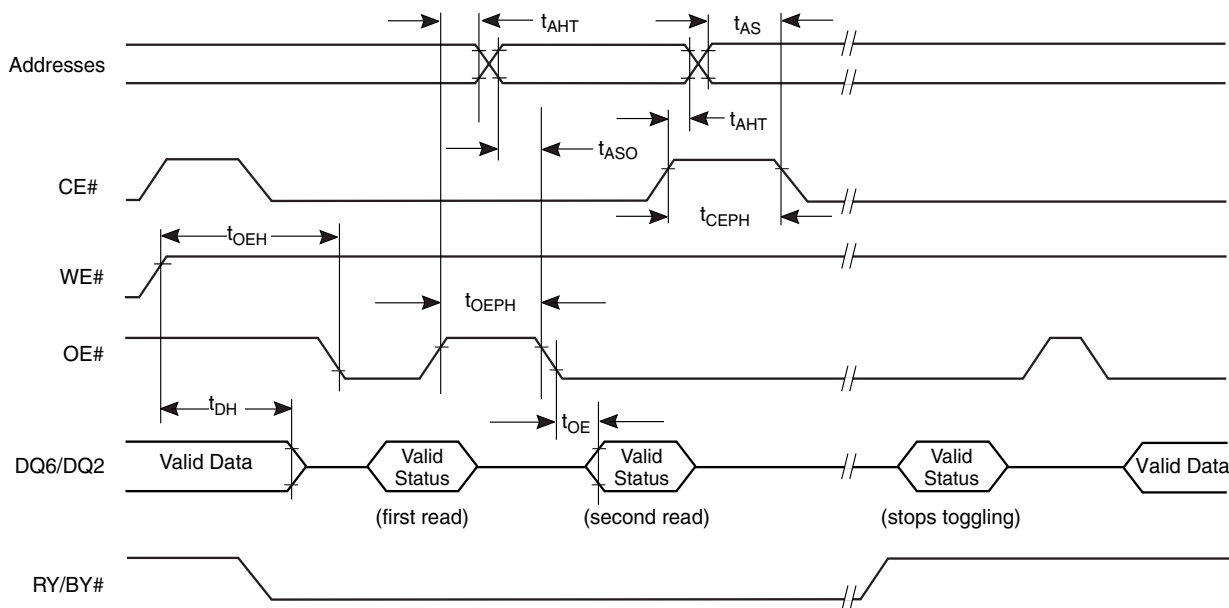 tAHT
tAS
Addresses
tAHT
tASO
CE#
tCEPH
tOEH
WE#
tOEPH
OE#
tDH
tOE
DQ6/DQ2
Valid Data
Valid
Status
Valid
Status
Valid
Status
Valid Data
(first read)
(second read)
(stops toggling)
RY/BY#